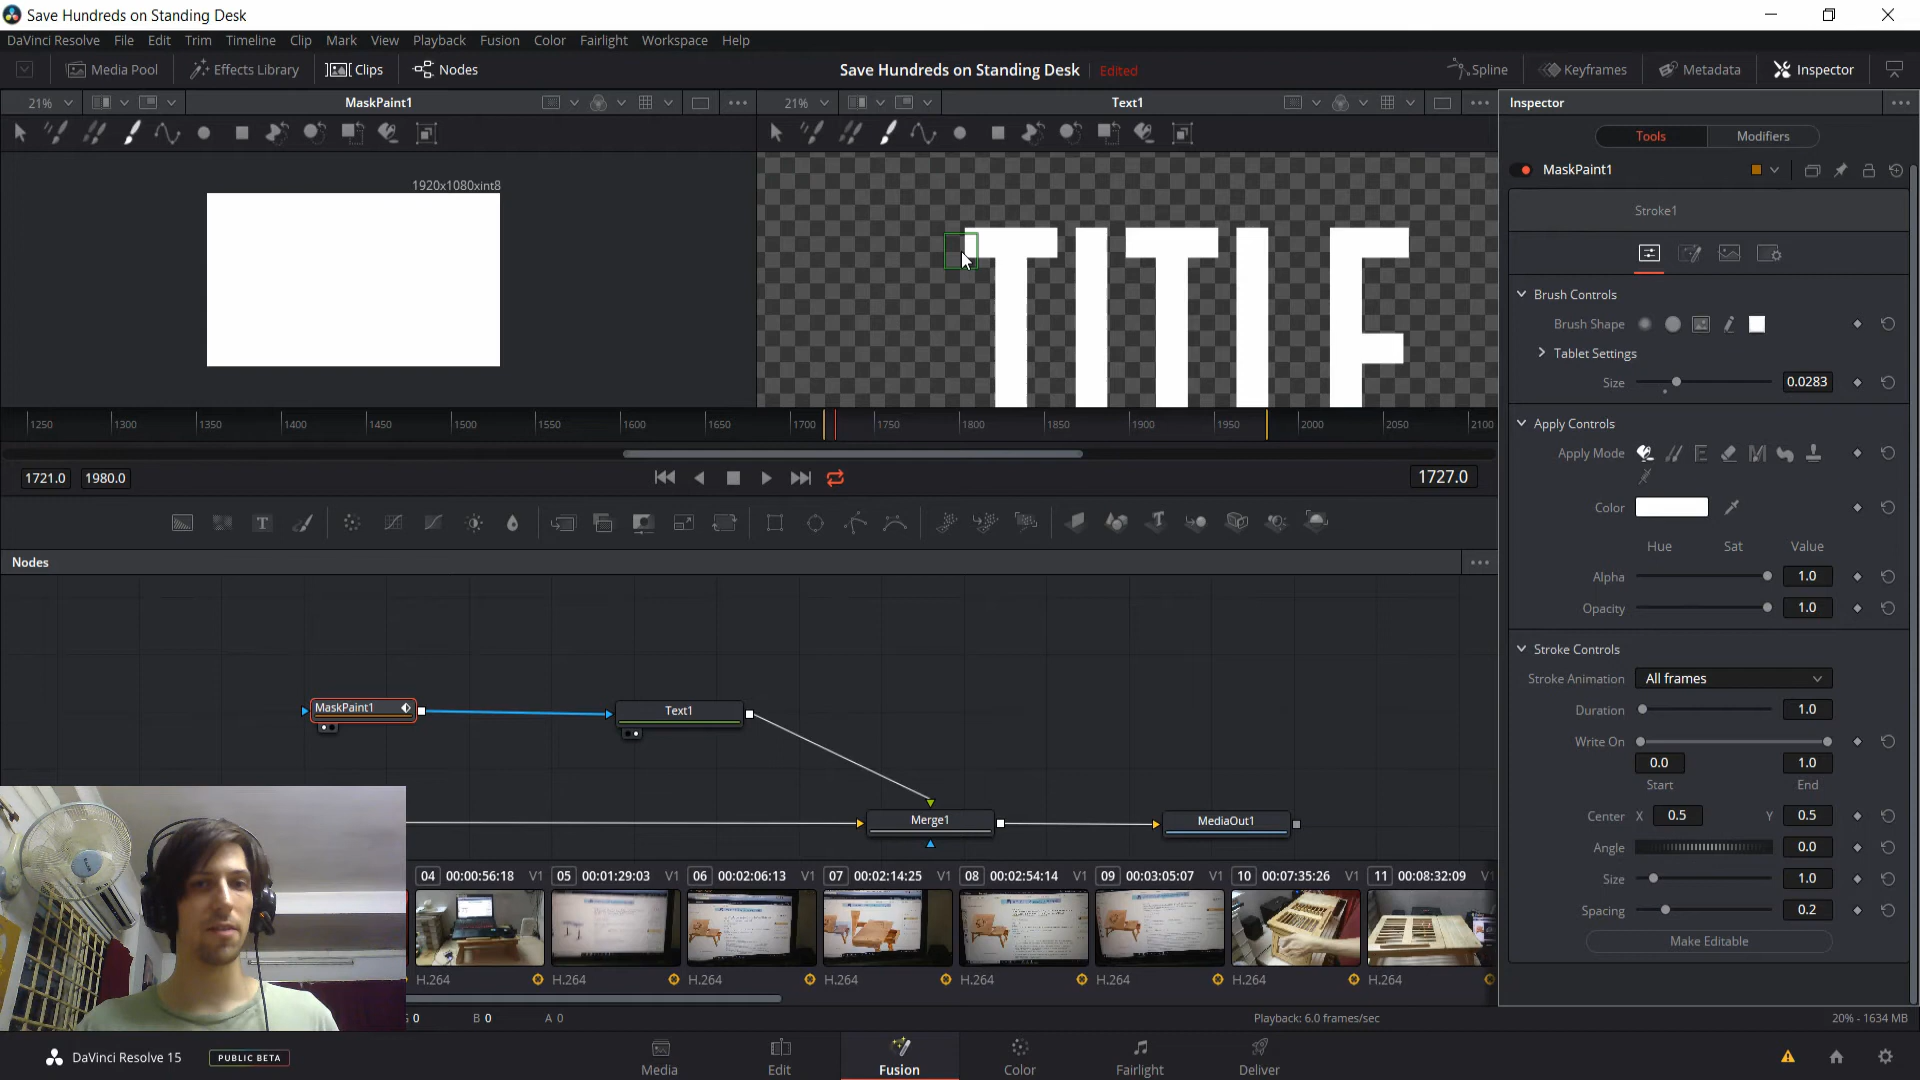 Save Hundreds on Standing Desk
DaVinci Resolve File Edit Trim Timeline Clip Mark View Playback Fusion Color Fairlight Workspace Help
Media Pool Effects Library Clips Nodes Save Hundreds on Standing Desk Edited Spline Keyframes Metadata Inspector
21% MaskPaint1 21% Text1 Inspector
Tools Modifiers
MaskPaint1
1920x1080xint8
Stroke1
TITLE
Brush Controls
Brush Shape
Tablet Settings
Size 0.0283
1250 1300 1350 1400 1450 1500 1550 1600 1650 1700 1750 1800 1850 1900 1950 2000 2050 2100
Apply Controls
Apply Mode
1721.0 1980.0 1727.0
Color
Hue Sat Value
Nodes
Alpha 1.0
Opacity 1.0
Stroke Controls
Stroke Animation All frames
MaskPaint1 Text1
Duration 1.0
Write On
0.0 1.0
Start End
Merge1 MediaOut1
Center X 0.5 Y 0.5
Angle 0.0
04 00:00:56:18 V1 05 00:01:29:03 V1 06 00:02:06:13 V1 07 00:02:14:25 V1 08 00:02:54:14 V1 09 00:03:05:07 V1 10 00:07:35:26 V1 11 00:08:32:09 V1
Size 1.0
Spacing 0.2
Make Editable
H.264 H.264 H.264 H.264 H.264 H.264 H.264 H.264
0 B 0 A 0 Playback: 6.0 frames/sec 20% - 1634 MB
DaVinci Resolve 15 PUBLIC BETA
Media Edit Fusion Color Fairlight Deliver